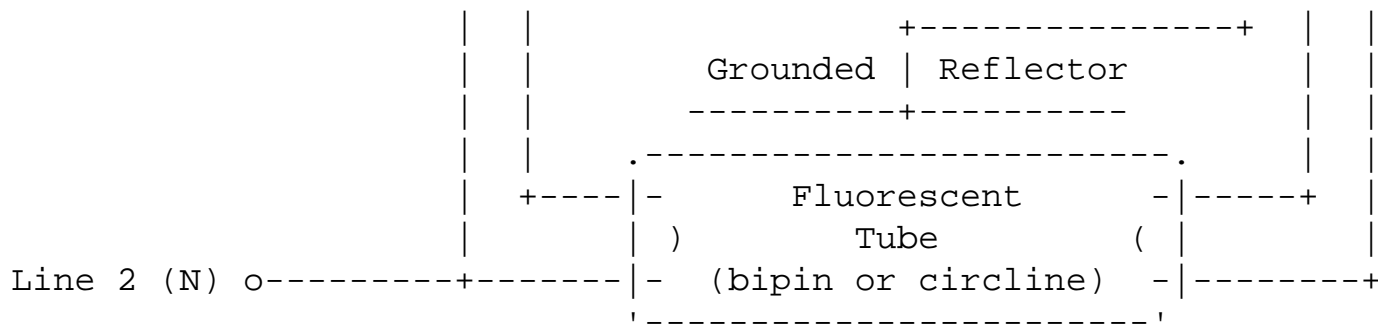 Grounded | Reflector
Fluorescent
Tube
Line 2 (N) o
(bipin or circline)